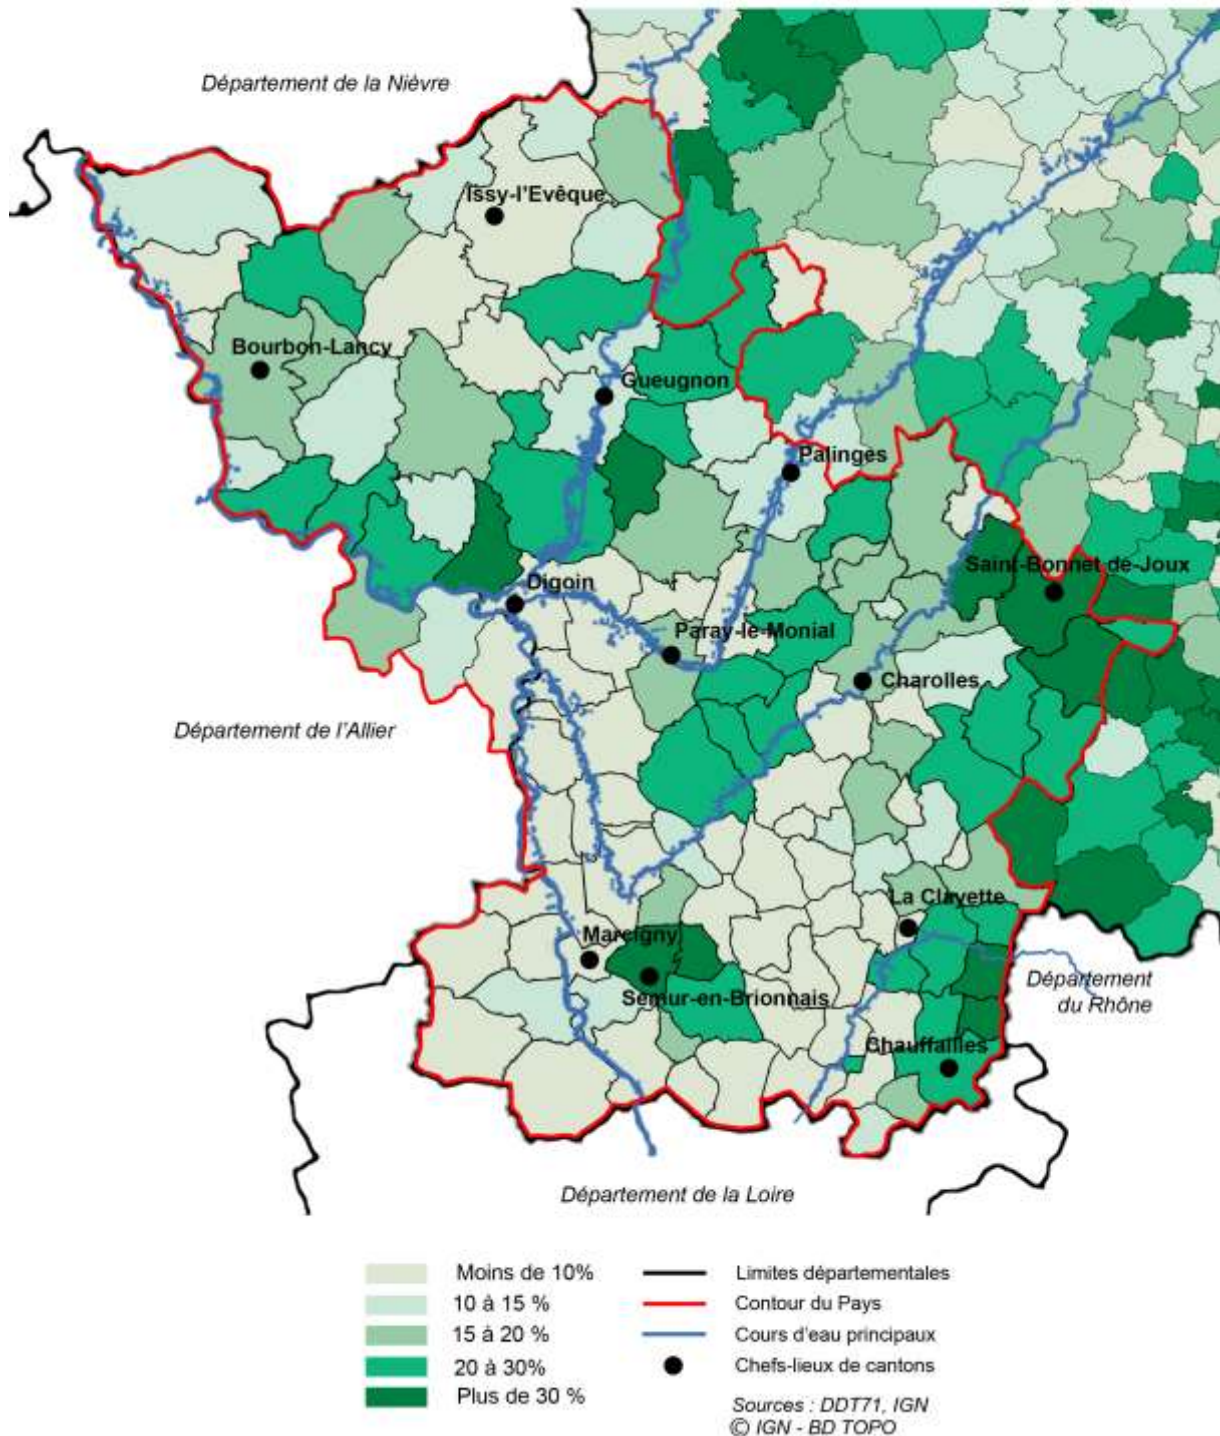 Département de la Nièvre
Issy-l'Evêque
Bourbon-Lancy
Gueugnon
Palinges
Saint-Bonnet-de-Joux
Digoin
Paray-le-Monial
Charolles
Département de l'Allier
La Clayette
Marcigny
Semur-en-Brionnais
Département
du Rhône
Chauffailles
Département de la Loire
Moins de 10%
10 à 15 %
15 à 20 %
20 à 30%
Plus de 30 %
Limites départementales
Contour du Pays
Cours d'eau principaux
Chefs-lieux de cantons
Sources : DDT71, IGN
© IGN - BD TOPO